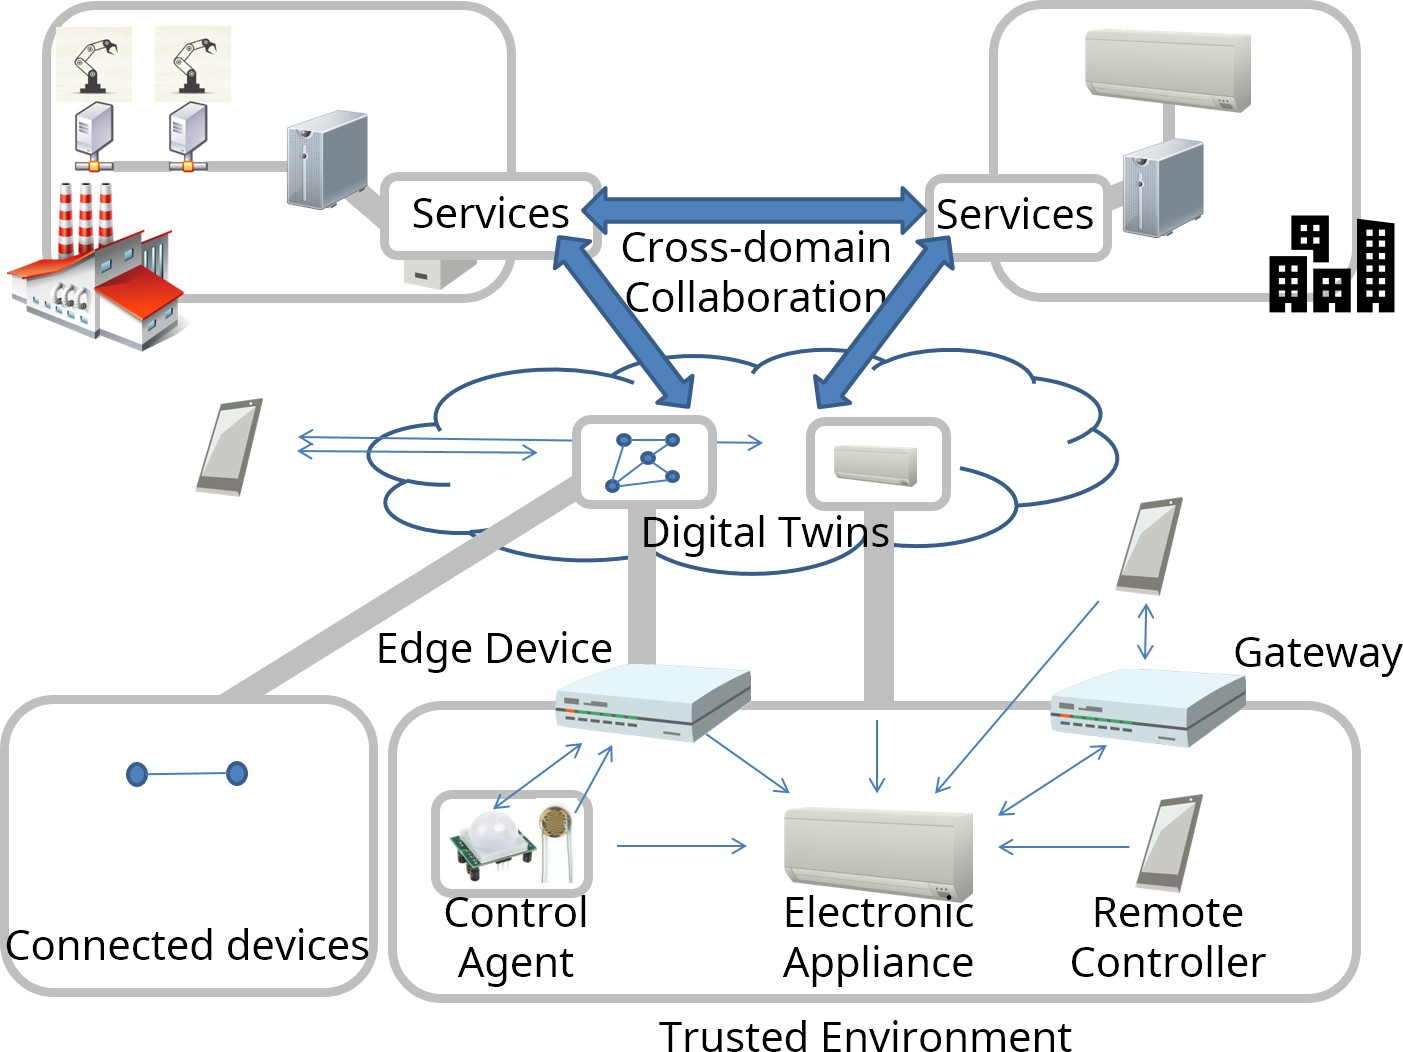 Services
Services
Cross-domain
Collaboration
Digital Twins
Edge Device
Gateway
Control
Agent
Electronic
Appliance
Remote
Controller
Connected devices
Trusted Environment